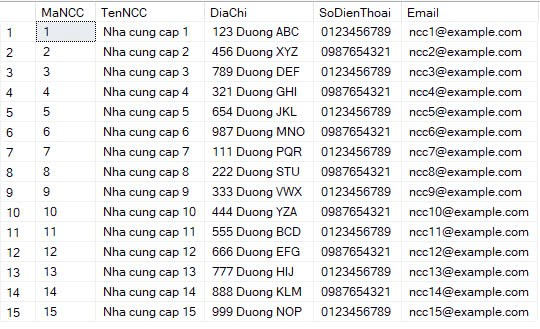 MaNCC TenNCC DiaChi SoDienThoai Email
1 1 Nha cung cap 1 123 Duong ABC 0123456789 ncc1@example.com
2 2 Nha cung cap 2 456 Duong XYZ 0987654321 ncc2@example.com
3 3 Nha cung cap 3 789 Duong DEF 0123456789 ncc3@example.com
4 4 Nha cung cap 4 321 Duong GHI 0987654321 ncc4@example.com
5 5 Nha cung cap 5 654 Duong JKL 0123456789 ncc5@example.com
6 6 Nha cung cap 6 987 Duong MNO 0987654321 ncc6@example.com
7 7 Nha cung cap 7 111 Duong PQR 0123456789 ncc7@example.com
8 8 Nha cung cap 8 222 Duong STU 0987654321 ncc8@example.com
9 9 Nha cung cap 9 333 Duong VWX 0123456789 ncc9@example.com
10 10 Nha cung cap 10 444 Duong YZA 0987654321 ncc10@example.com
11 11 Nha cung cap 11 555 Duong BCD 0123456789 ncc11@example.com
12 12 Nha cung cap 12 666 Duong EFG 0987654321 ncc12@example.com
13 13 Nha cung cap 13 777 Duong HIJ 0123456789 ncc13@example.com
14 14 Nha cung cap 14 888 Duong KLM 0987654321 ncc14@example.com
15 15 Nha cung cap 15 999 Duong NOP 0123456789 ncc15@example.com